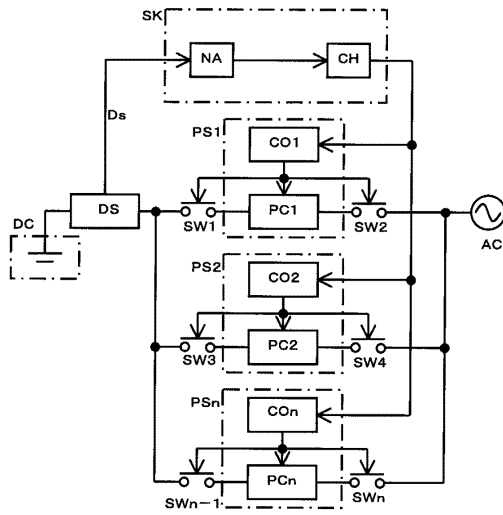 SK
NA
CH
Ds
PS1
CO1
DS
PC1
DC
SW1
SW2
AC
PS2
CO2
PC2
SW3
SW4
PSn
COn
PCn
SWn-1
SWn